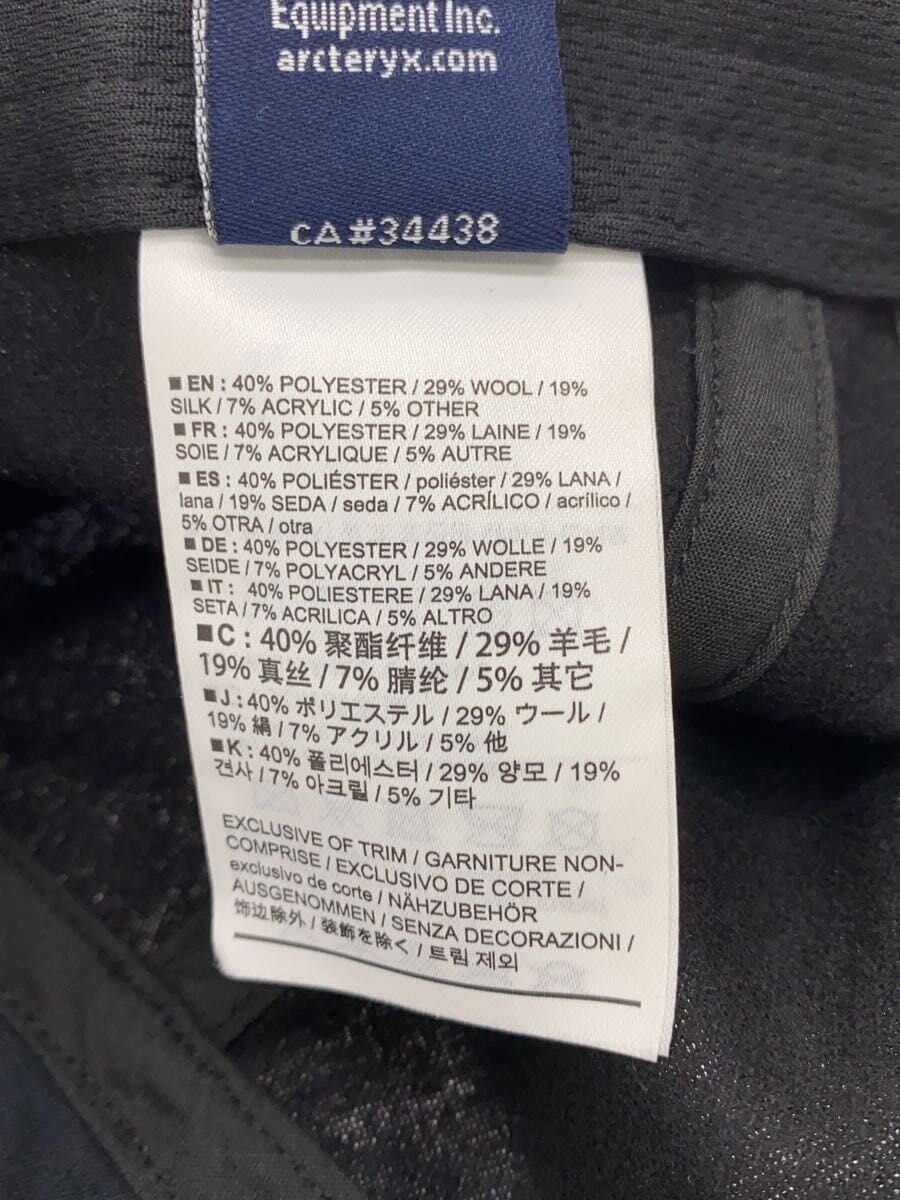 Equipment Inc.
arcteryx.com
CA#34438
■ EN : 40% POLYESTER / 29% WOOL / 19%
SILK / 7% ACRYLIC / 5% OTHER
■ FR : 40% POLYESTER / 29% LAINE / 19%
SOIE / 7% ACRYLIQUE / 5% AUTRE
■ ES : 40% POLIÉSTER / poliéster / 29% LANA /
lana / 19% SEDA / seda / 7% ACRÍLICO / acrílico /
5% OTRA / otra
■ DE : 40% POLYESTER / 29% WOLLE / 19%
SEIDE / 7% POLYACRYL / 5% ANDERE
■ IT : 40% POLIESTERE / 29% LANA / 19%
SETA / 7% ACRILICA / 5% ALTRO
■ C : 40% 聚酯纤维 / 29% 羊毛 /
19% 真丝 / 7% 腈纶 / 5% 其它
■ J : 40% ポリエステル / 29% ウール /
19% 絹 / 7% アクリル / 5% 他
■ K : 40% 폴리에스터 / 29% 양모 / 19%
견사 / 7% 아크릴 / 5% 기타
EXCLUSIVE OF TRIM / GARNITURE NON-
COMPRISE / EXCLUSIVO DE CORTE /
exclusivo de corte / NÄHZUBEHÖR
AUSGENOMMEN / SENZA DECORAZIONI /
饰边除外 / 装飾を除く / 트림 제외